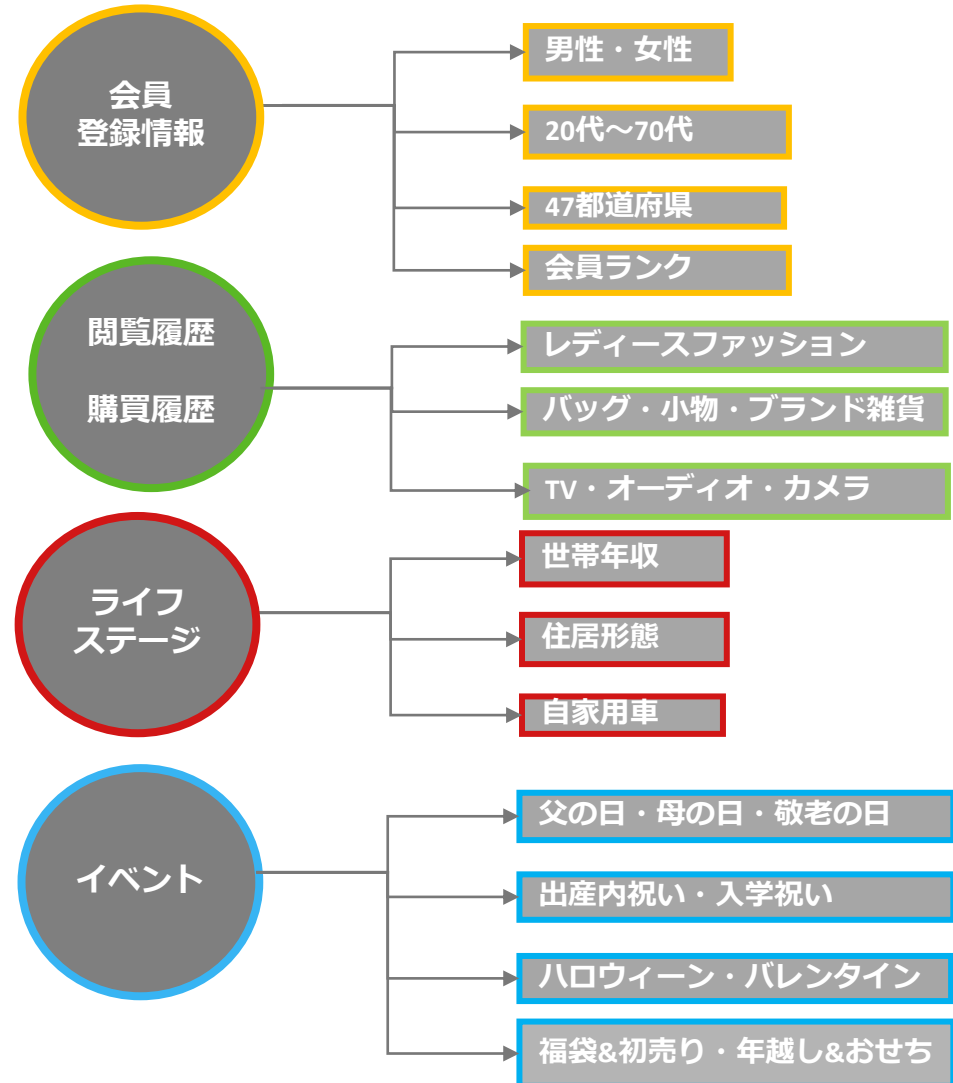 会員
登録情報
男性・女性
20代～70代
47都道府県
会員ランク
閲覧履歴
購買履歴
レディースファッション
バッグ・小物・ブランド雑貨
TV・オーディオ・カメラ
ライフ
ステージ
世帯年収
住居形態
自家用車
イベント
父の日・母の日・敬老の日
出産内祝い・入学祝い
ハロウィーン・バレンタイン
福袋&初売り・年越し&おせち